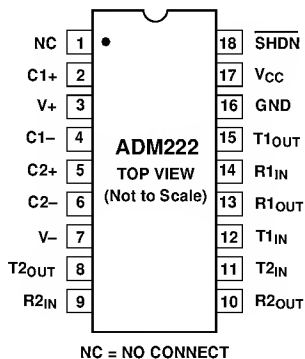 NC 1 18 SHDN
C1+ 2 17 VCC
V+ 3 16 GND
C1– 4 15 T1OUT
ADM222
C2+ 5 TOP VIEW 14 R1IN
(Not to Scale)
C2– 6 13 R1OUT
V– 7 12 T1IN
T2OUT 8 11 T2IN
R2IN 9 10 R2OUT
NC = NO CONNECT